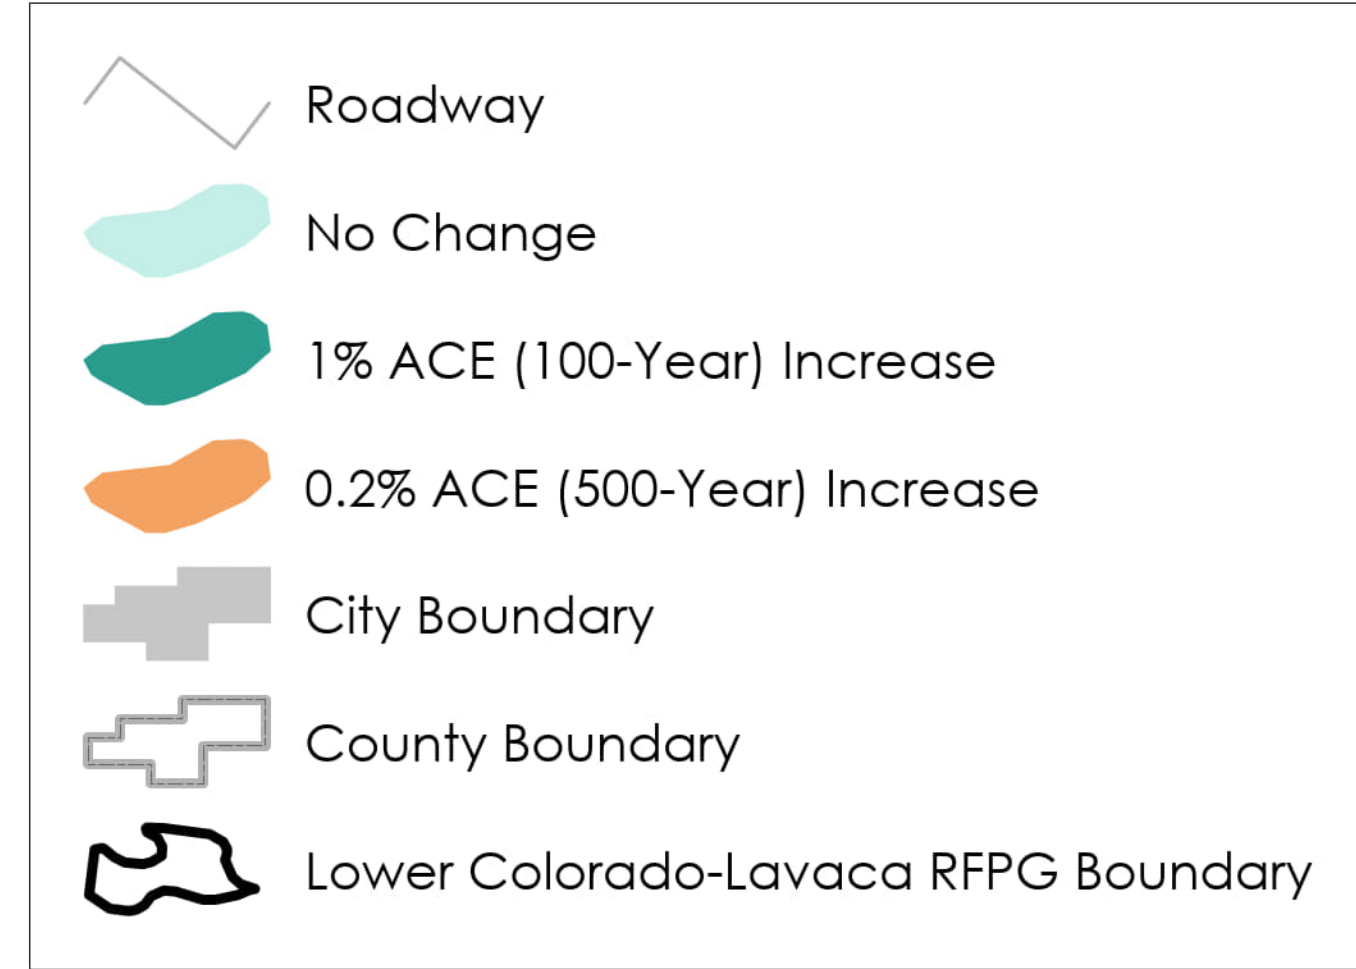 Roadway
No Change
1% ACE (100-Year) Increase
0.2% ACE (500-Year) Increase
City Boundary
County Boundary
Lower Colorado-Lavaca RFPG Boundary